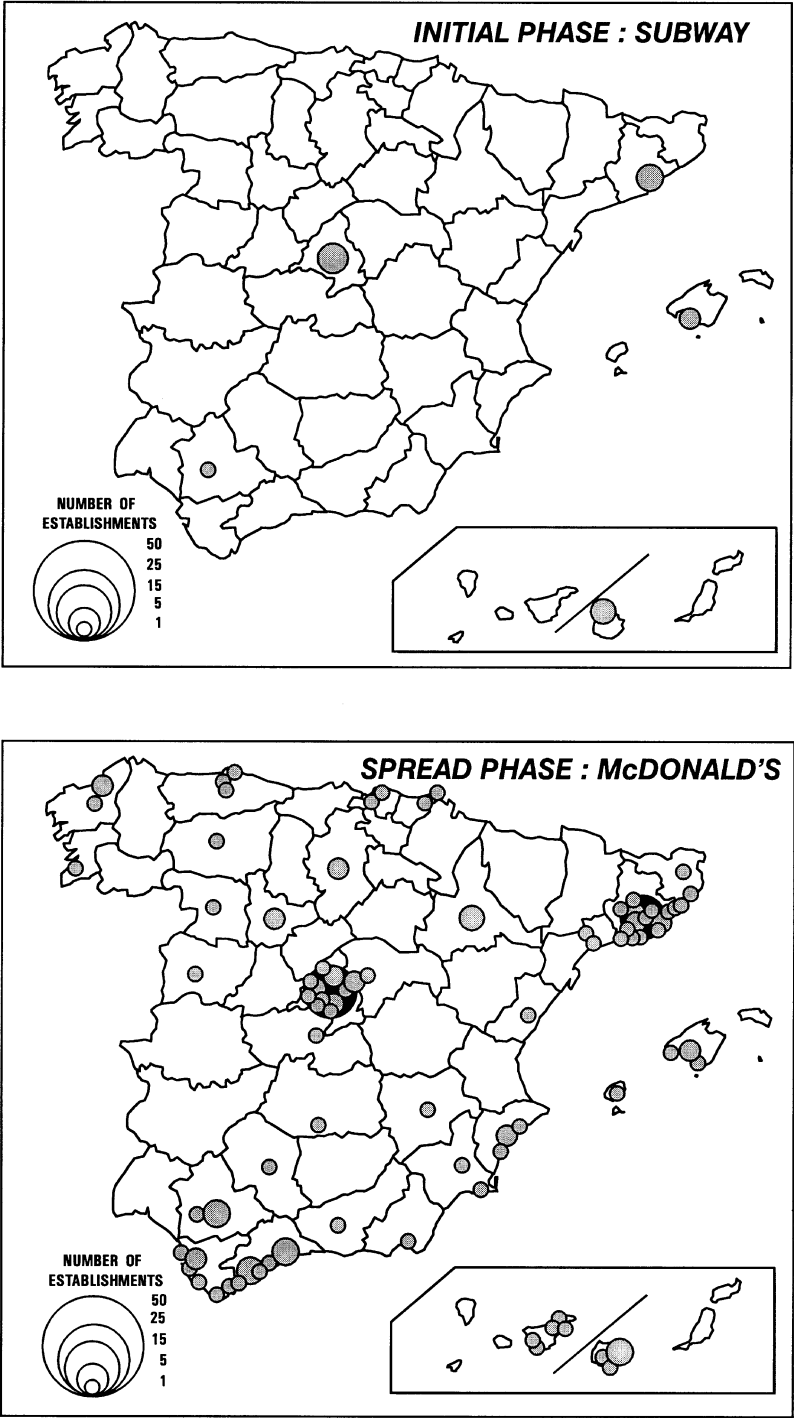 INITIAL PHASE : SUBWAY
NUMBER OF
ESTABLISHMENTS
50
25
15
5
1
SPREAD PHASE : McDONALD'S
NUMBER OF
ESTABLISHMENTS
50
25
15
5
1